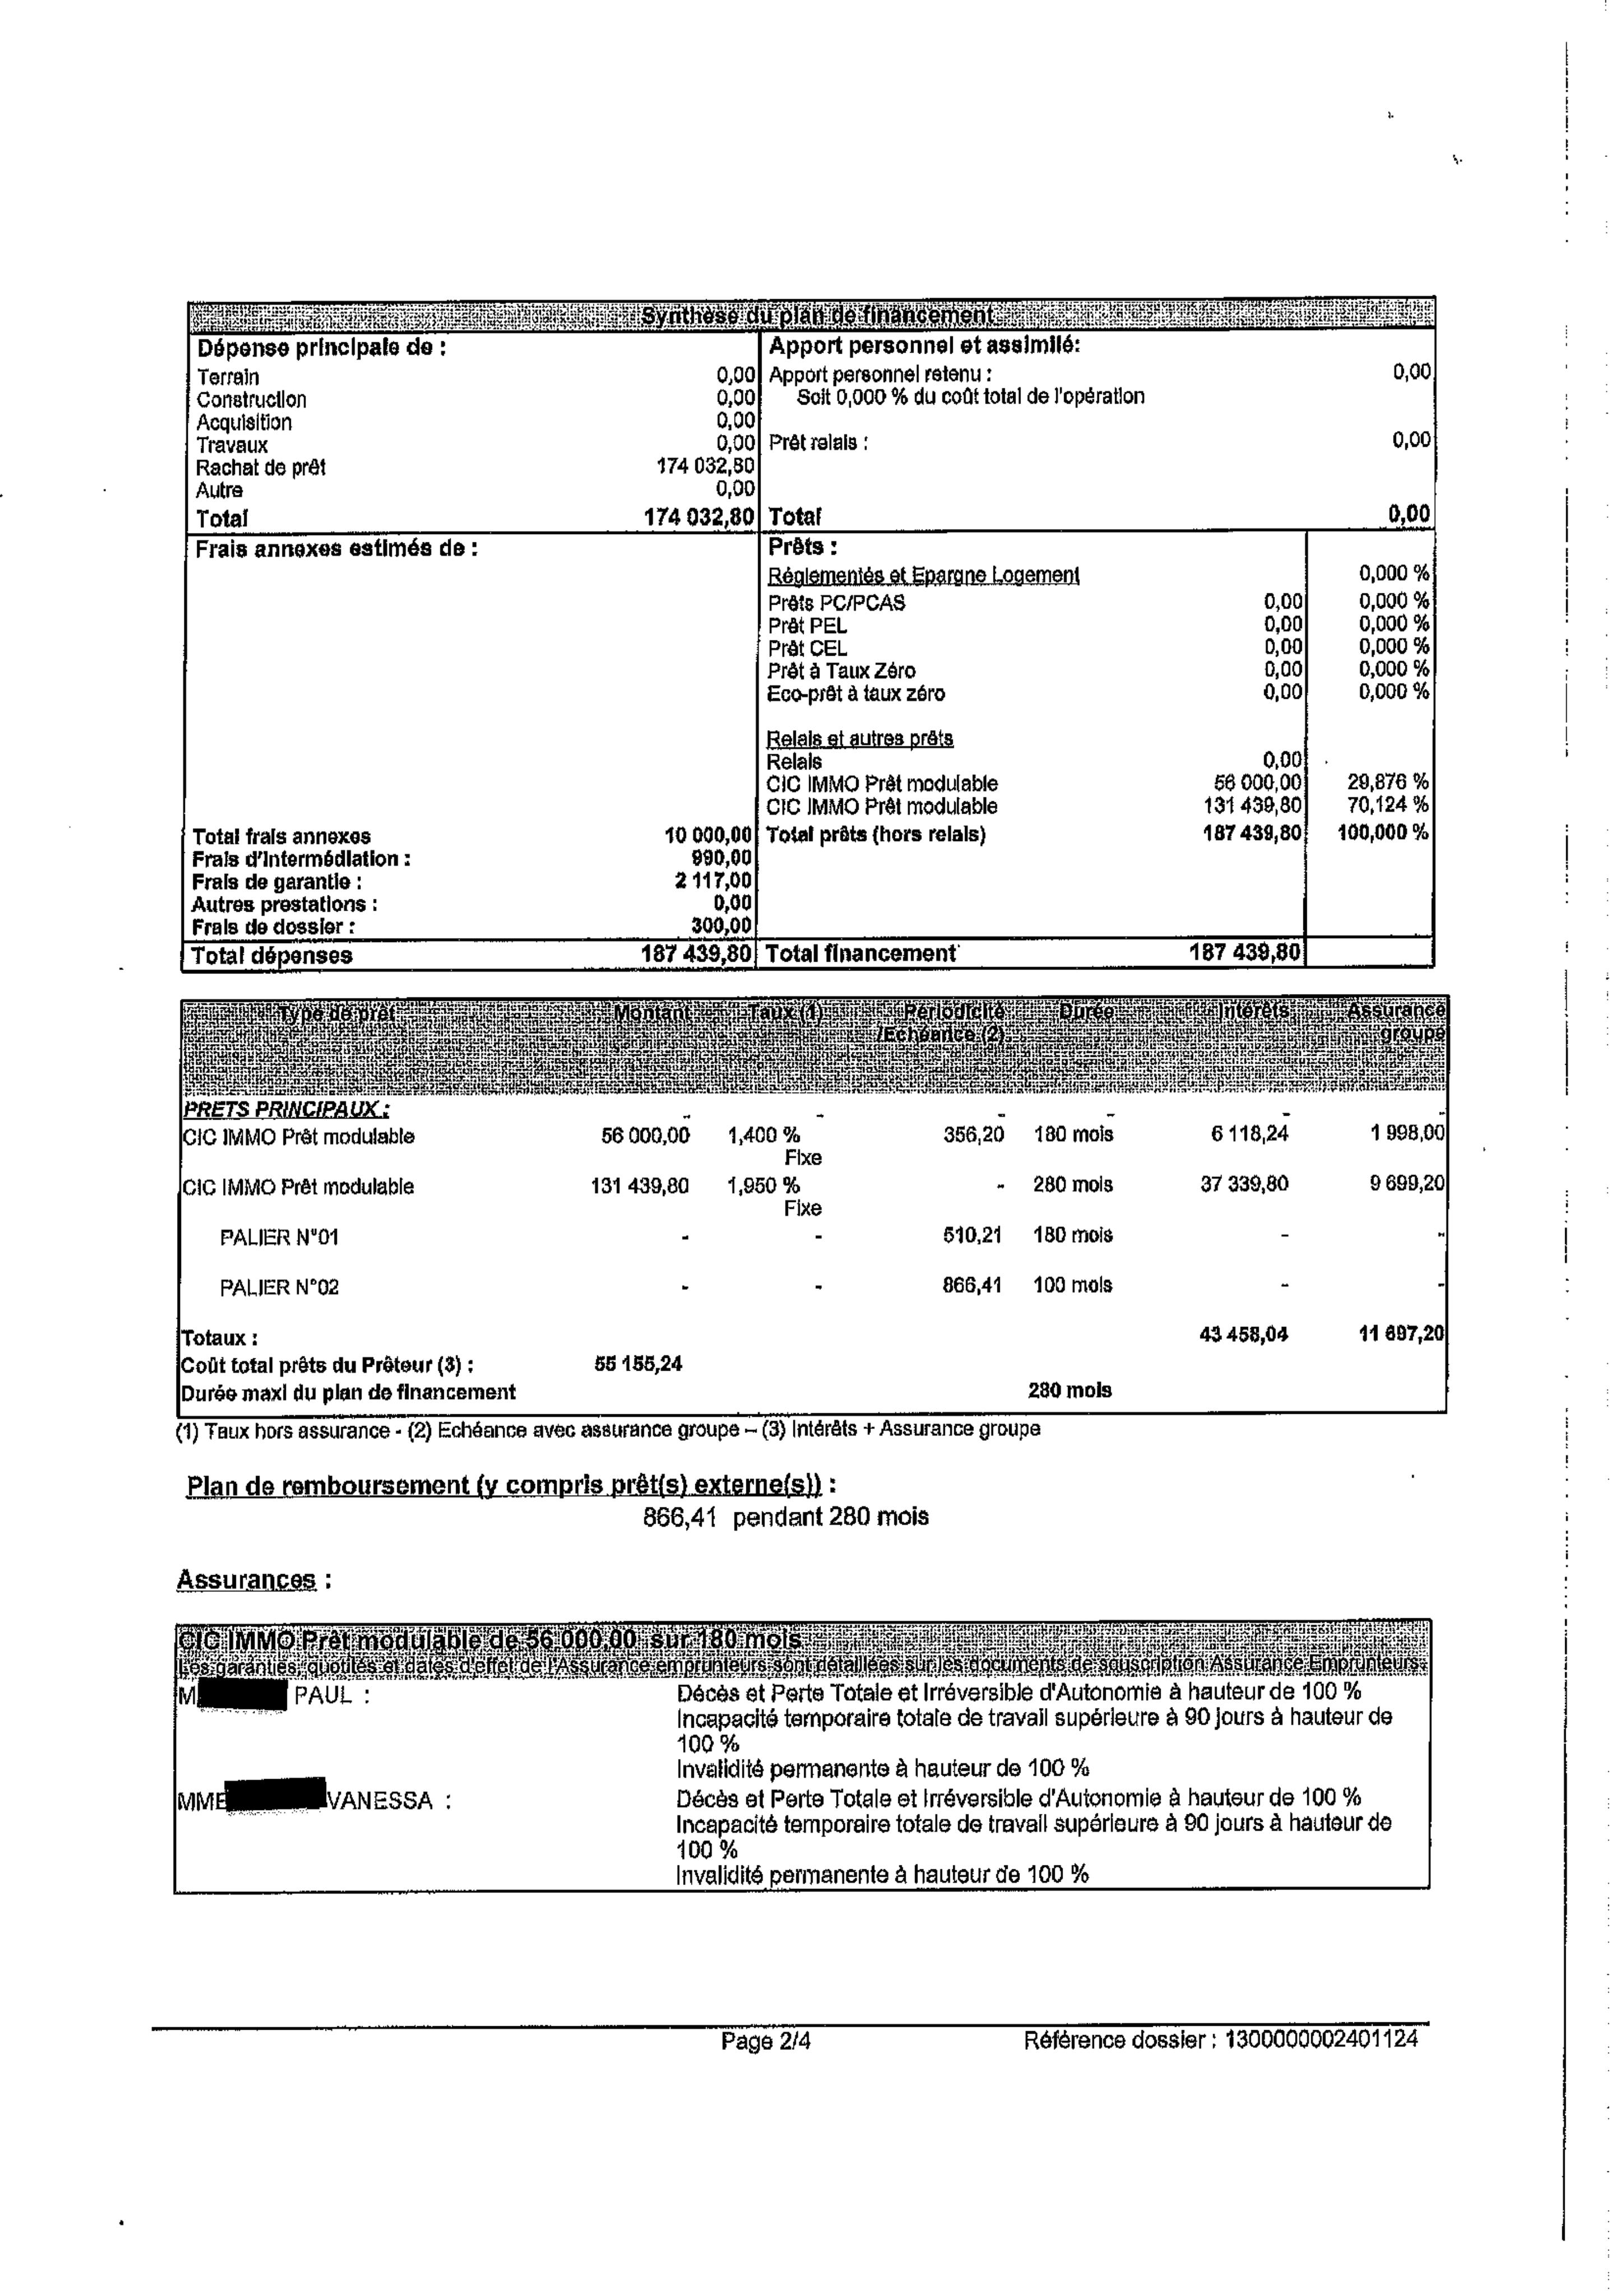 Synthèse du plan de financement
Dépense principale de :
Terrain 0,00
Construction 0,00
Acquisition 0,00
Travaux 0,00
Rachat de prêt 174 032,80
Autre 0,00
Total 174 032,80
Apport personnel et assimilé:
Apport personnel retenu : 0,00
Soit 0,000 % du coût total de l'opération
Prêt relais : 0,00
Total 0,00
Frais annexes estimés de :
Total frais annexes 10 000,00
Frais d'Intermédiation : 990,00
Frais de garantie : 2 117,00
Autres prestations : 0,00
Frais de dossier : 300,00
Total dépenses 187 439,80
Prêts :
Réglementés et Epargne Logement 0,000 %
Prêts PC/PCAS 0,00 0,000 %
Prêt PEL 0,00 0,000 %
Prêt CEL 0,00 0,000 %
Prêt à Taux Zéro 0,00 0,000 %
Eco-prêt à taux zéro 0,00 0,000 %
Relais et autres prêts
Relais 0,00
CIC IMMO Prêt modulable 56 000,00 29,876 %
CIC IMMO Prêt modulable 131 439,80 70,124 %
Total prêts (hors relais) 187 439,80 100,000 %
Total financement 187 439,80
Type de prêt Montant Taux (1) Périodicité Durée Intérêts Assurance
/Echéance (2) groupe
PRETS PRINCIPAUX : - - - - - -
CIC IMMO Prêt modulable 56 000,00 1,400 % 356,20 180 mois 6 118,24 1 998,00
Fixe
CIC IMMO Prêt modulable 131 439,80 1,950 % - 280 mois 37 339,80 9 699,20
Fixe
PALIER N°01 - - 510,21 180 mois - -
PALIER N°02 - - 866,41 100 mois - -
Totaux : 43 458,04 11 697,20
Coût total prêts du Prêteur (3) : 55 155,24
Durée maxi du plan de financement 280 mois
(1) Taux hors assurance - (2) Echéance avec assurance groupe – (3) Intérêts + Assurance groupe
Plan de remboursement (y compris prêt(s) externe(s)) :
866,41 pendant 280 mois
Assurances :
CIC IMMO Prêt modulable de 56 000,00 sur 180 mois
Les garanties, quotités et dates d'effet de l'Assurance emprunteurs sont détaillées sur les documents de souscription Assurance Emprunteurs.
M PAUL : Décès et Perte Totale et Irréversible d'Autonomie à hauteur de 100 %
Incapacité temporaire totale de travail supérieure à 90 jours à hauteur de
100 %
Invalidité permanente à hauteur de 100 %
MME VANESSA : Décès et Perte Totale et Irréversible d'Autonomie à hauteur de 100 %
Incapacité temporaire totale de travail supérieure à 90 jours à hauteur de
100 %
Invalidité permanente à hauteur de 100 %
Page 2/4 Référence dossier : 1300000002401124